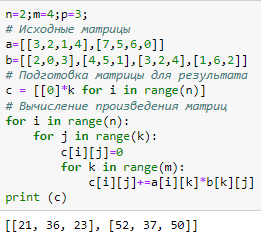 n=2;m=4;p=3;
# Исходные матрицы
a=[[3,2,1,4],[7,5,6,0]]
b=[[2,0,3],[4,5,1],[3,2,4],[1,6,2]]
# Подготовка матрицы для результата
c = [[0]*k for i in range(n)]
# Вычисление произведения матриц
for i in range(n):
    for j in range(k):
        c[i][j]=0
        for k in range(m):
            c[i][j]+=a[i][k]*b[k][j]
print (c)
[[21, 36, 23], [52, 37, 50]]